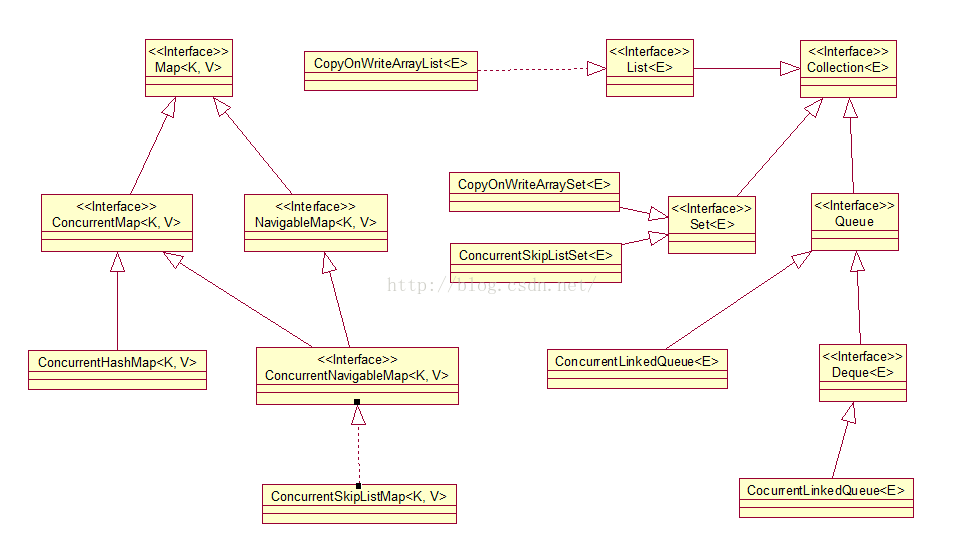 <<Interface>>
Map<K, V>
CopyOnWriteArrayList<E>
<<Interface>>
List<E>
<<Interface>>
Collection<E>
CopyOnWriteArraySet<E>
<<Interface>>
ConcurrentMap<K, V>
<<Interface>>
NavigableMap<K, V>
<<Interface>>
Set<E>
<<Interface>>
Queue
ConcurrentSkipListSet<E>
http://blog.csdn.net/
ConcurrentHashMap<K, V>
<<Interface>>
ConcurrentNavigableMap<K, V>
ConcurrentLinkedQueue<E>
<<Interface>>
Deque<E>
ConcurrentSkipListMap<K, V>
CocurrentLinkedQueue<E>